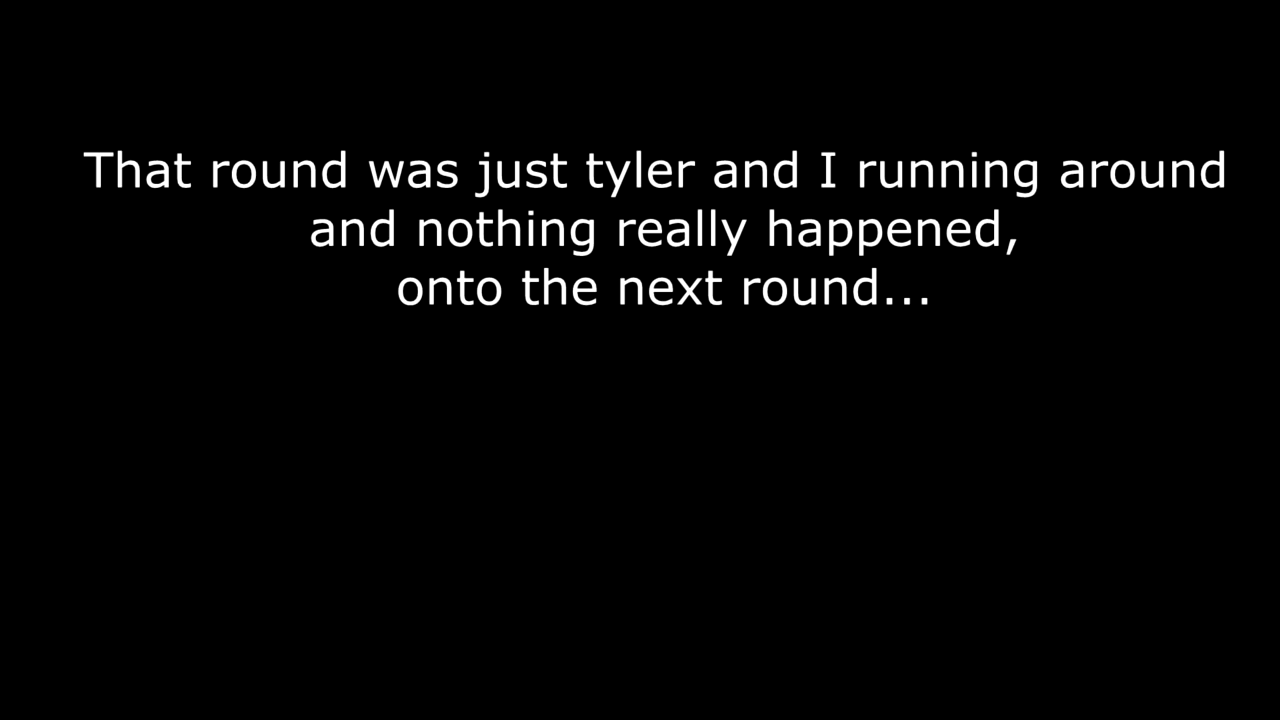 That round was just tyler and I running around
and nothing really happened,
onto the next round...